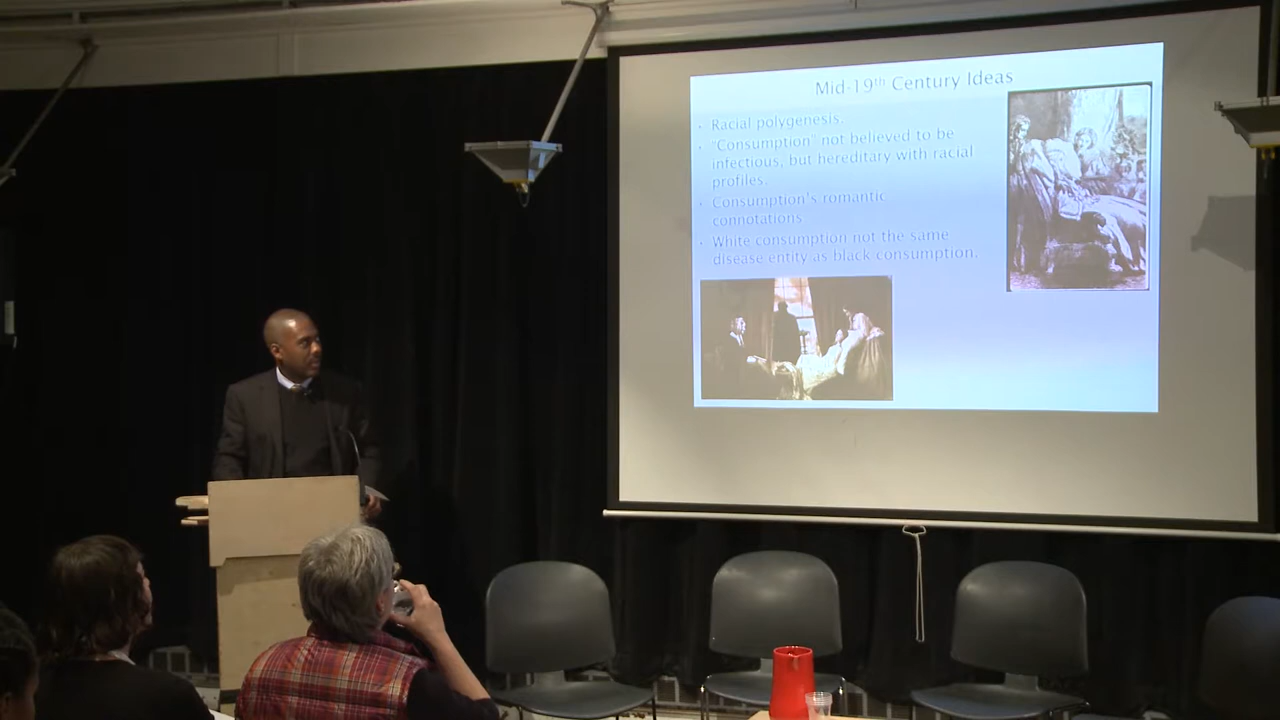 Mid-19th Century Ideas
Racial polygenesis.
"Consumption" not believed to be
infectious, but hereditary with racial
profiles.
Consumption's romantic
connotations
White consumption not the same
disease entity as black consumption.